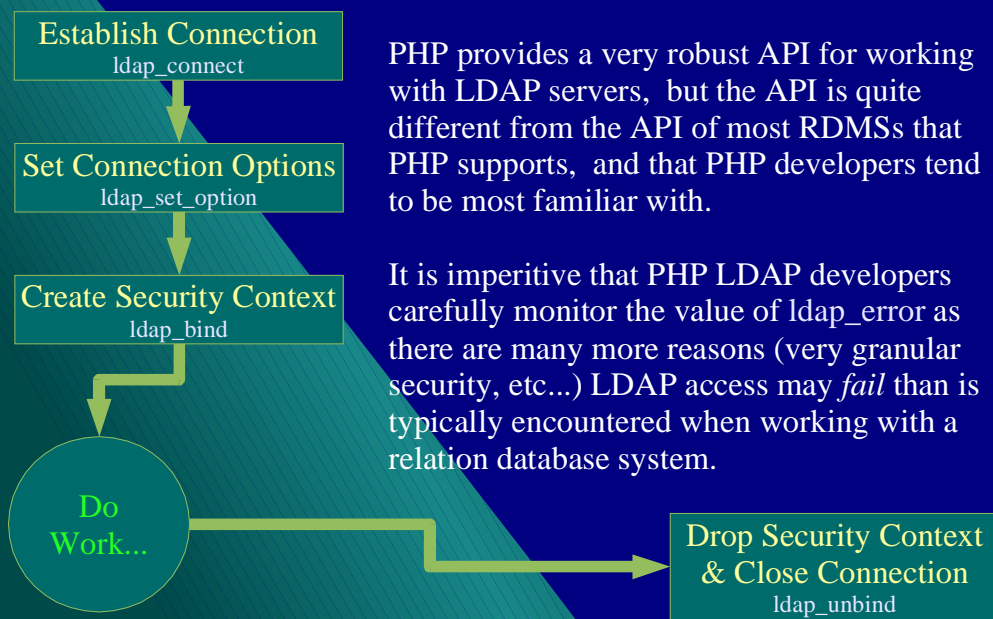 Establish Connection
ldap_connect
Set Connection Options
ldap_set_option
Create Security Context
ldap_bind
Do
Work...
PHP provides a very robust API for working
with LDAP servers, but the API is quite
different from the API of most RDMSs that
PHP supports, and that PHP developers tend
to be most familiar with.
It is imperitive that PHP LDAP developers
carefully monitor the value of ldap_error as
there are many more reasons (very granular
security, etc...) LDAP access may fail than is
typically encountered when working with a
relation database system.
Drop Security Context
& Close Connection
ldap_unbind